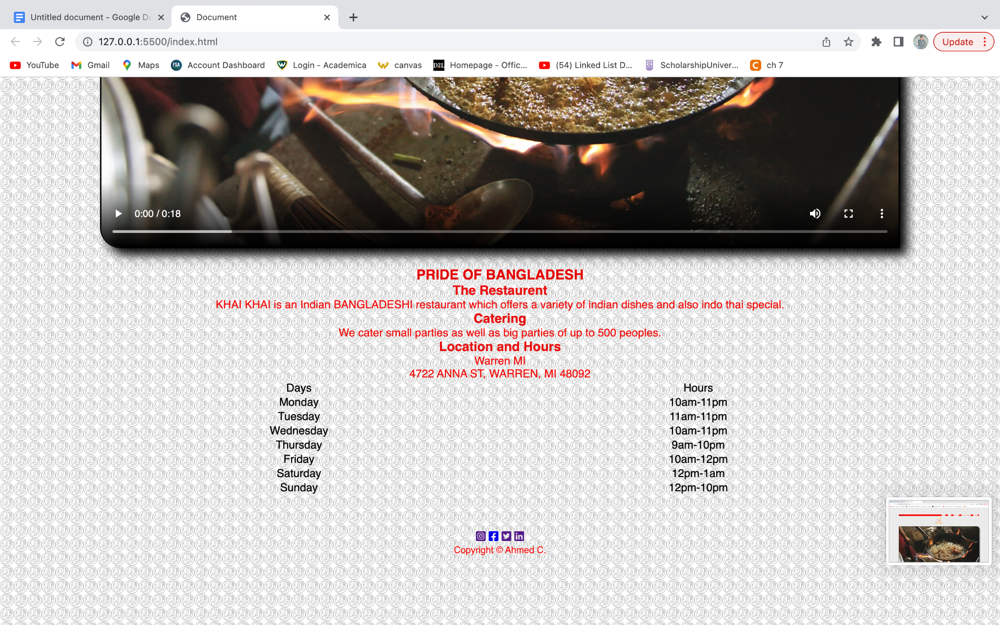 Untitled document - Google Do
Document
127.0.0.1:5500/index.html
Update
YouTube
Gmail
Maps
FSA Account Dashboard
Login - Academica
canvas
D2L Homepage - Offic...
(54) Linked List D...
ScholarshipUniver...
C ch 7
0:00 / 0:18
PRIDE OF BANGLADESH
The Restaurent
KHAI KHAI is an Indian BANGLADESHI restaurant which offers a variety of indian dishes and also indo thai special.
Catering
We cater small parties as well as big parties of up to 500 peoples.
Location and Hours
Warren MI
4722 ANNA ST, WARREN, MI 48092
Days Hours
Monday 10am-11pm
Tuesday 11am-11pm
Wednesday 10am-11pm
Thursday 9am-10pm
Friday 10am-12pm
Saturday 12pm-1am
Sunday 12pm-10pm
Copyright © Ahmed C.